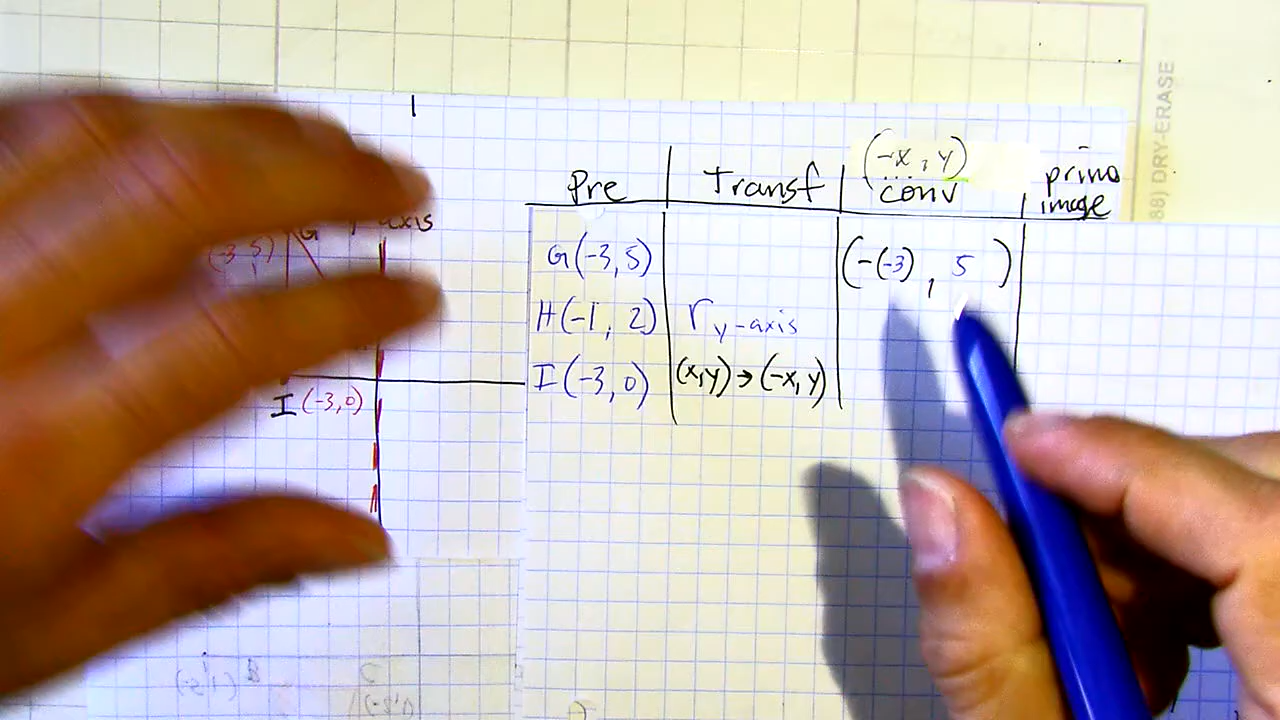 (-x, y)
Pre Transf conv prime image
G(-3, 5) (-(-3), 5)
H(-1, 2) r y-axis
I(-3, 0) (x,y)→(-x, y)
axis
(-3, 5)
I(-3,0)
DRY-ERASE